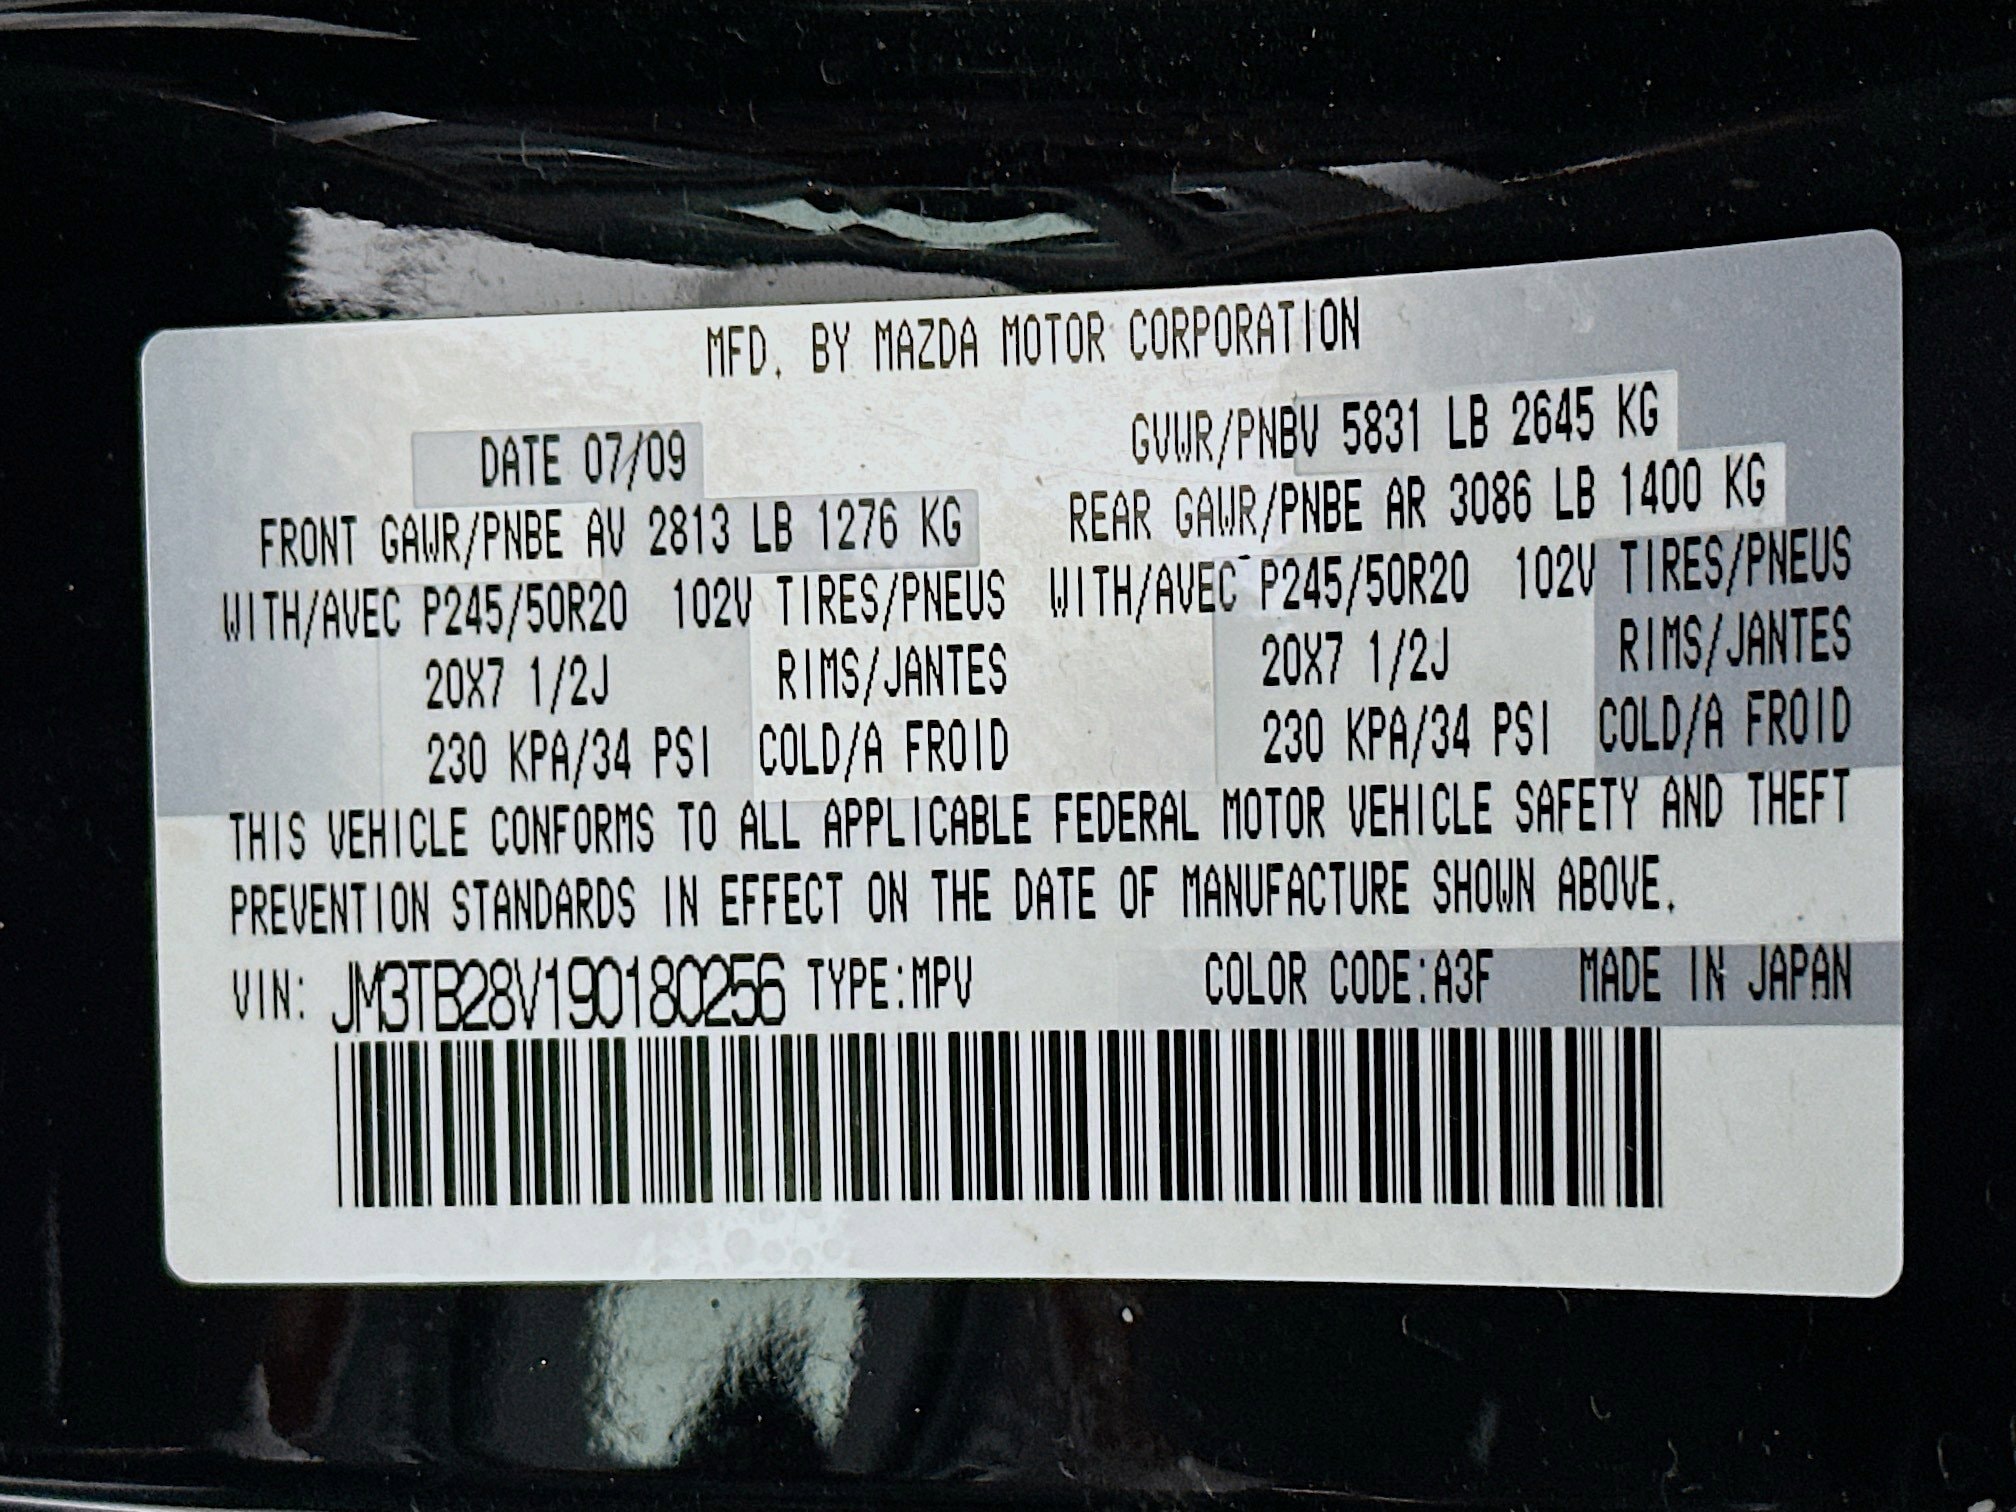 MFD. BY MAZDA MOTOR CORPORATION
DATE 07/09 GVWR/PNBV 5831 LB 2645 KG
FRONT GAWR/PNBE AV 2813 LB 1276 KG REAR GAWR/PNBE AR 3086 LB 1400 KG
WITH/AVEC P245/50R20 102V TIRES/PNEUS WITH/AVEC P245/50R20 102V TIRES/PNEUS
20X7 1/2J RIMS/JANTES 20X7 1/2J RIMS/JANTES
230 KPA/34 PSI COLD/A FROID 230 KPA/34 PSI COLD/A FROID
THIS VEHICLE CONFORMS TO ALL APPLICABLE FEDERAL MOTOR VEHICLE SAFETY AND THEFT
PREVENTION STANDARDS IN EFFECT ON THE DATE OF MANUFACTURE SHOWN ABOVE.
VIN: JM3TB28V190180256 TYPE:MPV COLOR CODE:A3F MADE IN JAPAN